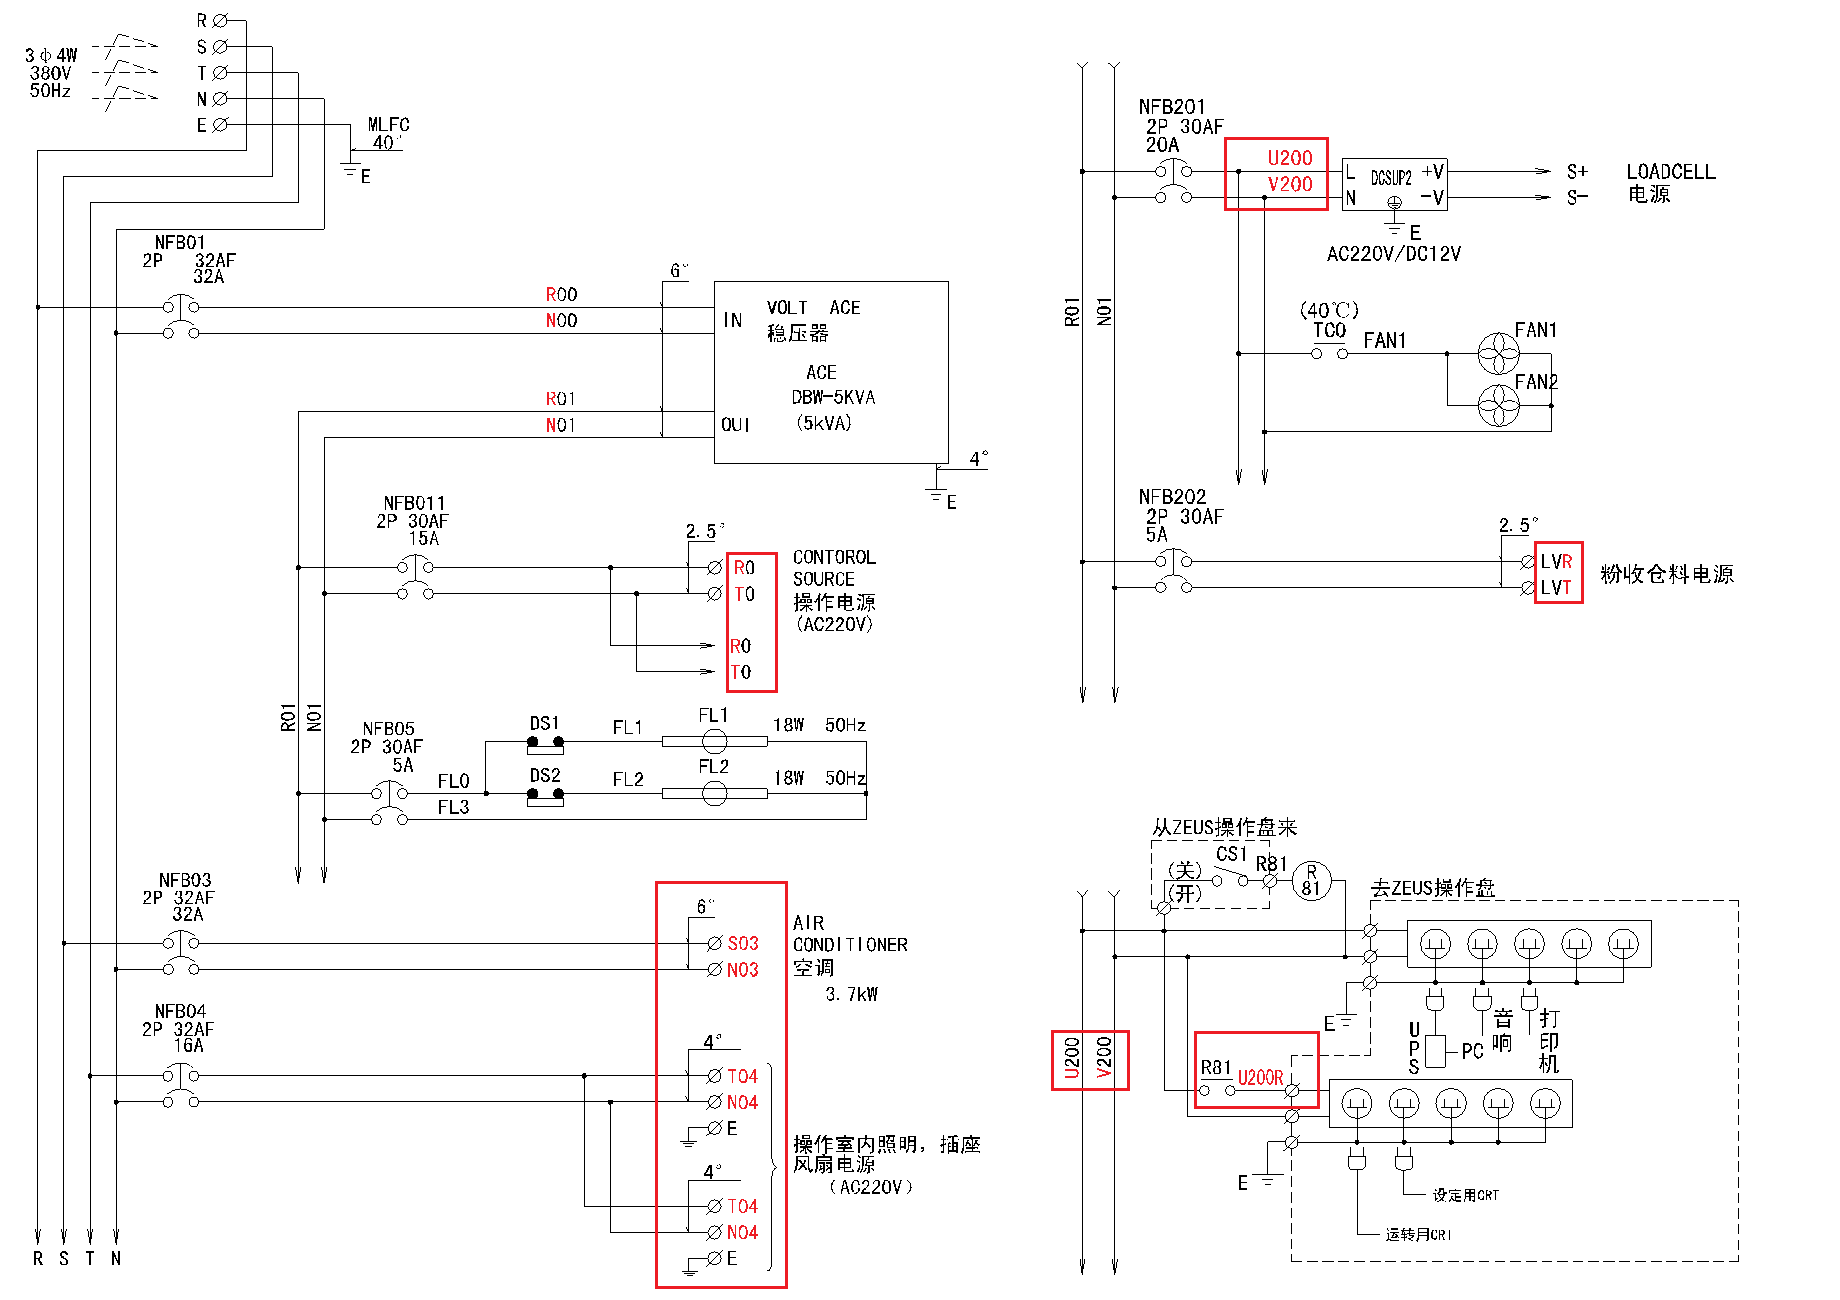 R
S
T
N
E
3φ4W
380V
50Hz
MLFC
40°
E
NFB01
2P 32AF
32A
R00
N00
6°
IN
VOLT ACE
稳压器
ACE
DBW-5KVA
(5kVA)
R01
N01
OUT
4°
E
NFB011
2P 30AF
15A
2.5°
R0
T0
R0
T0
CONTOROL
SOURCE
操作电源
(AC220V)
R01
N01
NFB05
2P 30AF
5A
FL0
FL3
DS1
FL1
FL1
18W 50Hz
DS2
FL2
FL2
18W 50Hz
NFB03
2P 32AF
32A
6°
S03
N03
AIR
CONDITIONER
空调
3.7kW
NFB04
2P 32AF
16A
4°
T04
N04
E
4°
T04
N04
E
操作室内照明，插座
风扇电源
(AC220V)
R S T N
NFB201
2P 30AF
20A
U200
V200
L
N
DCSUP2
+V
-V
S+
S-
LOADCELL
电源
E
AC220V/DC12V
R01
N01
(40℃)
TC0
FAN1
FAN1
FAN2
NFB202
2P 30AF
5A
2.5°
LVR
LVT
粉收仓料电源
从ZEUS操作盘来
(关)
(开)
CS1
R81
R
81
去ZEUS操作盘
E
UPS
PC
音响
打印机
U200
V200
R81
U200R
E
设定用CRT
运转用CRT